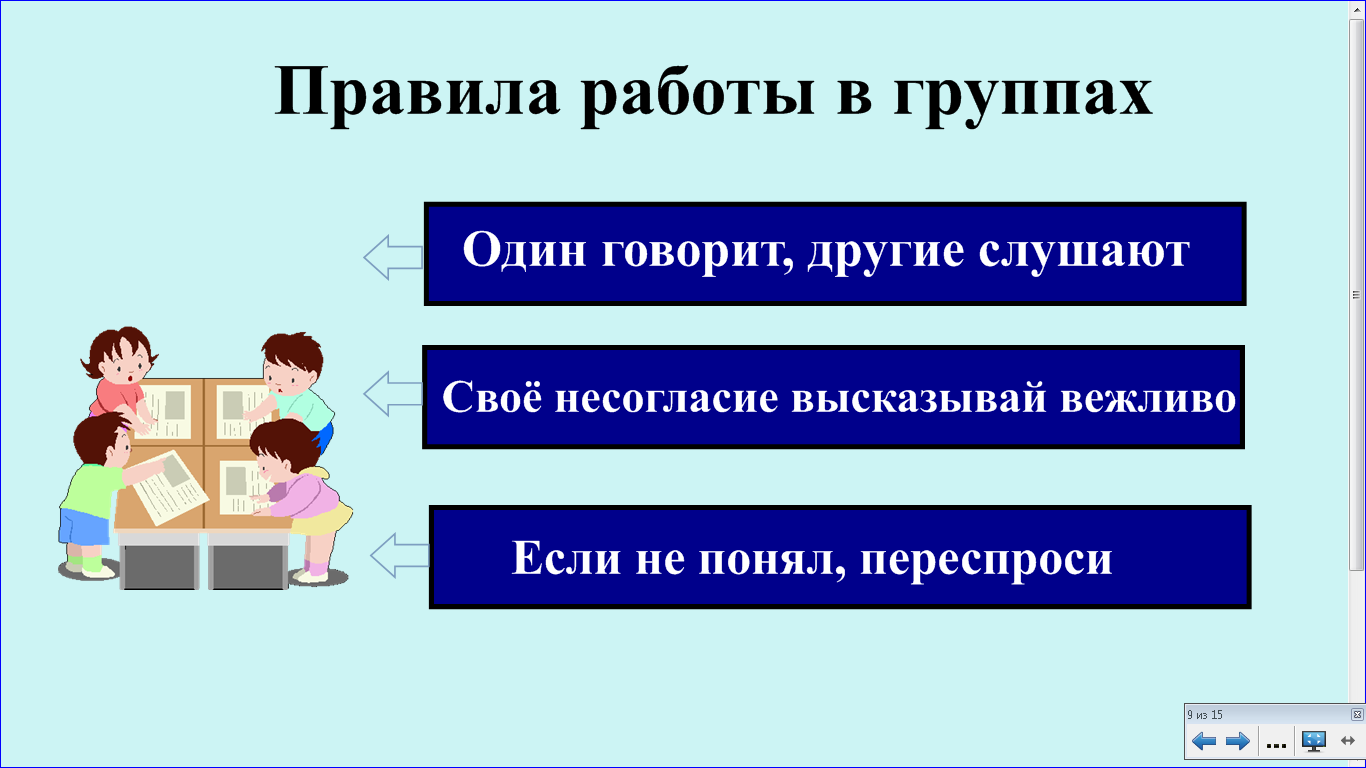 Правила работы в группах
Один говорит, другие слушают
Своё несогласие высказывай вежливо
Если не понял, переспроси
9 из 15